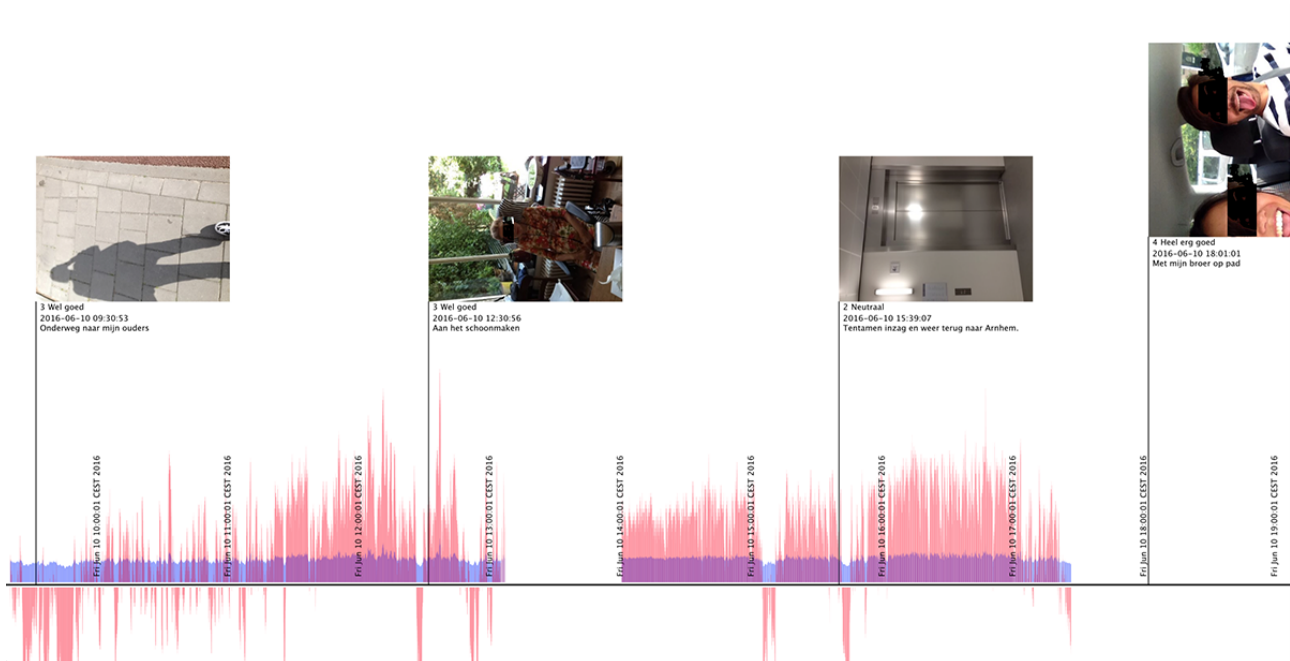 4 Heel erg goed
2016-06-10 18:01:01
Met mijn broer op pad
3 Wel goed
2016-06-10 09:30:53
Onderweg naar mijn ouders
3 Wel goed
2016-06-10 12:30:56
Aan het schoonmaken
2 Neutraal
2016-06-10 15:39:07
Tentamen inzag en weer terug naar Arnhem.
Fri Jun 10 10:00:01 CEST 2016
Fri Jun 10 11:00:01 CEST 2016
Fri Jun 10 12:00:01 CEST 2016
Fri Jun 10 13:00:01 CEST 2016
Fri Jun 10 14:00:01 CEST 2016
Fri Jun 10 15:00:01 CEST 2016
Fri Jun 10 16:00:01 CEST 2016
Fri Jun 10 17:00:01 CEST 2016
Fri Jun 10 18:00:01 CEST 2016
Fri Jun 10 19:00:01 CEST 2016